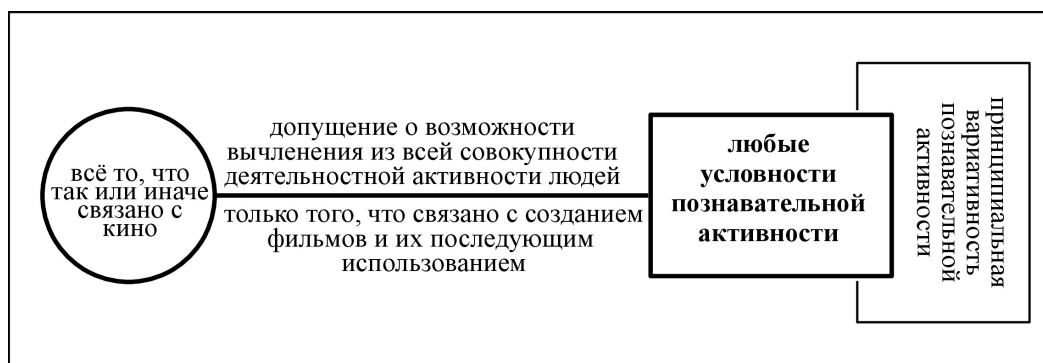 всё то, что
так или иначе
связано с
кино
допущение о возможности
вычленения из всей совокупности
деятельностной активности людей
только того, что связано с созданием
фильмов и их последующим
использованием
любые
условности
познавательной
активности
принципиальная
вариативность
познавательной
активности